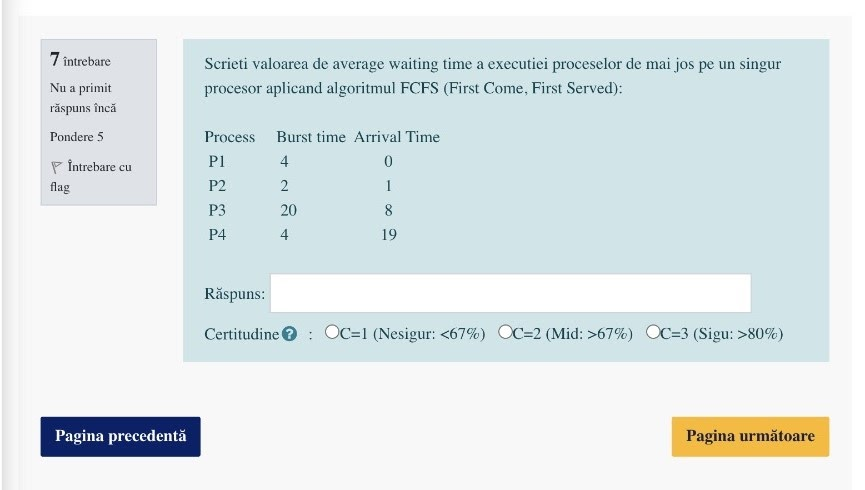 7 întrebare
Nu a primit
răspuns încă
Pondere 5
Întrebare cu
flag
Scrieti valoarea de average waiting time a executiei proceselor de mai jos pe un singur
procesor aplicand algoritmul FCFS (First Come, First Served):
Process Burst time Arrival Time
P1 4 0
P2 2 1
P3 20 8
P4 4 19
Răspuns:
Certitudine ? : C=1 (Nesigur: <67%) C=2 (Mid: >67%) C=3 (Sigu: >80%)
Pagina precedentă
Pagina următoare